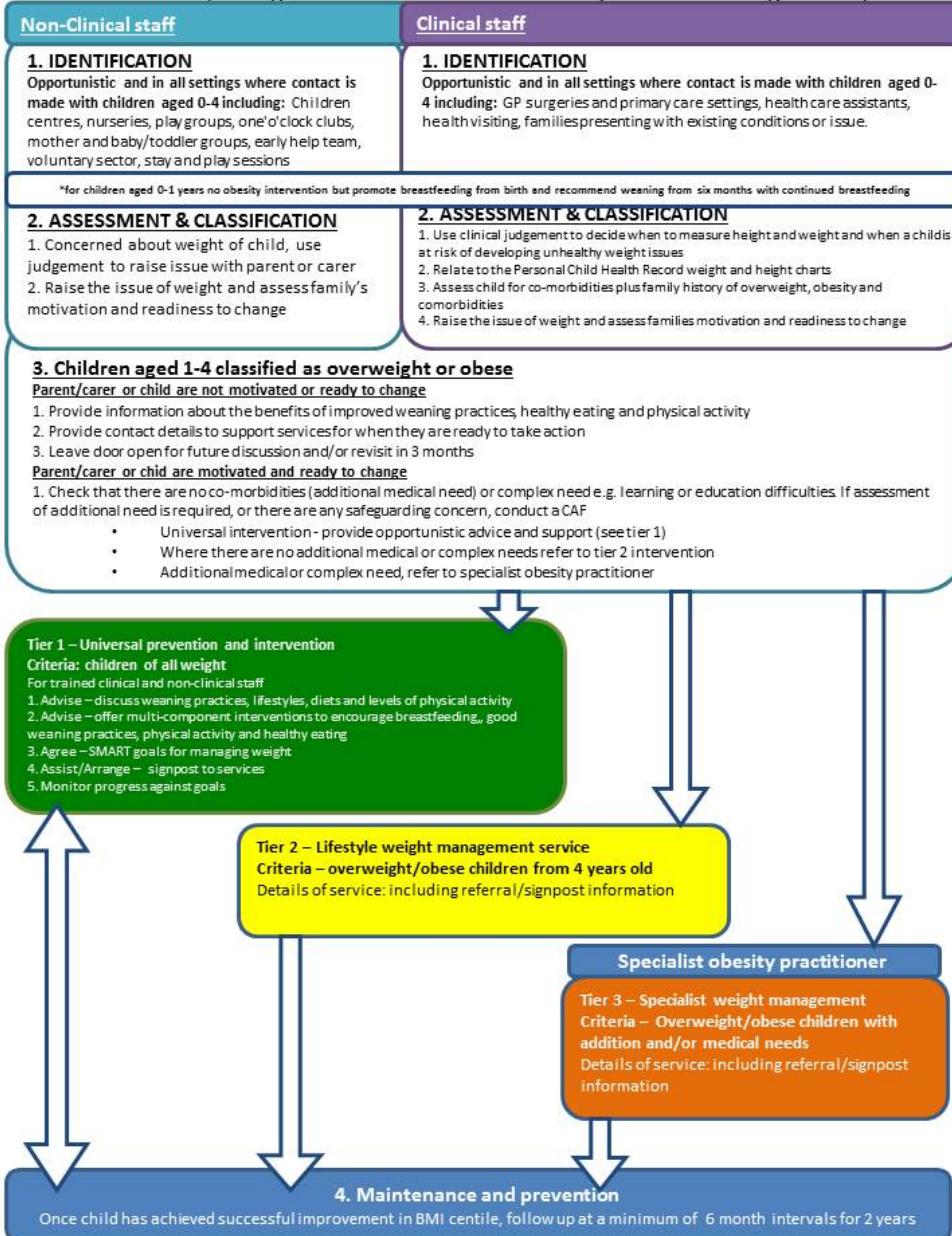 Non-Clinical staff
1. IDENTIFICATION
Opportunistic and in all settings where contact is
made with children aged 0-4 including: Children
centres, nurseries, playgroups, one'o'clock clubs,
mother and baby/toddler groups, early help team,
voluntary sector, stay and play sessions
Clinical staff
1. IDENTIFICATION
Opportunistic and in all settings where contact is made with children aged 0-
4 including: GP surgeries and primary care settings, health care assistants,
health visiting, families presenting with existing conditions or issue.
*for children aged 0-1 years no obesity intervention but promote breastfeeding from birth and recommend weaning from six months with continued breastfeeding
2. ASSESSMENT & CLASSIFICATION
1. Concerned about weight of child, use
judgement to raise issue with parent or carer
2. Raise the issue of weight and assess family's
motivation and readiness to change
2. ASSESSMENT & CLASSIFICATION
1. Use clinical judgement to decide when to measure height and weight and when a child is
at risk of developing unhealthy weight issues
2. Relate to the Personal Child Health Record weight and height charts
3. Assess child for co-morbidities plus family history of overweight, obesity and
comorbidities
4. Raise the issue of weight and assess families motivation and readiness to change
3. Children aged 1-4 classified as overweight or obese
Parent/carer or child are not motivated or ready to change
1. Provide information about the benefits of improved weaning practices, healthy eating and physical activity
2. Provide contact details to support services for when they are ready to take action
3. Leave door open for future discussion and/or revisit in 3 months
Parent/carer or chid are motivated and ready to change
1. Check that there are no co-morbidities (additional medical need) or complex need e.g. learning or education difficulties. If assessment
of additional need is required, or there are any safeguarding concern, conduct a CAF
• Universal intervention - provide opportunistic advice and support (see tier 1)
• Where there are no additional medical or complex needs refer to tier 2 intervention
• Additional medical or complex need, refer to specialist obesity practitioner
Tier 1 – Universal prevention and intervention
Criteria: children of all weight
For trained clinical and non-clinical staff
1. Advise – discuss weaning practices, lifestyles, diets and levels of physical activity
2. Advise – offer multi-component interventions to encourage breastfeeding,, good
weaning practices, physical activity and healthy eating
3. Agree – SMART goals for managing weight
4. Assist/Arrange – signpost to services
5. Monitor progress against goals
Tier 2 – Lifestyle weight management service
Criteria – overweight/obese children from 4 years old
Details of service: including referral/signpost information
Specialist obesity practitioner
Tier 3 – Specialist weight management
Criteria – Overweight/obese children with
addition and/or medical needs
Details of service: including referral/signpost
information
4. Maintenance and prevention
Once child has achieved successful improvement in BMI centile, follow up at a minimum of 6 month intervals for 2 years